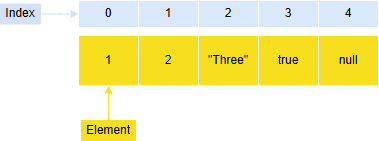 Index 0 1 2 3 4
1 2 "Three" true null
Element